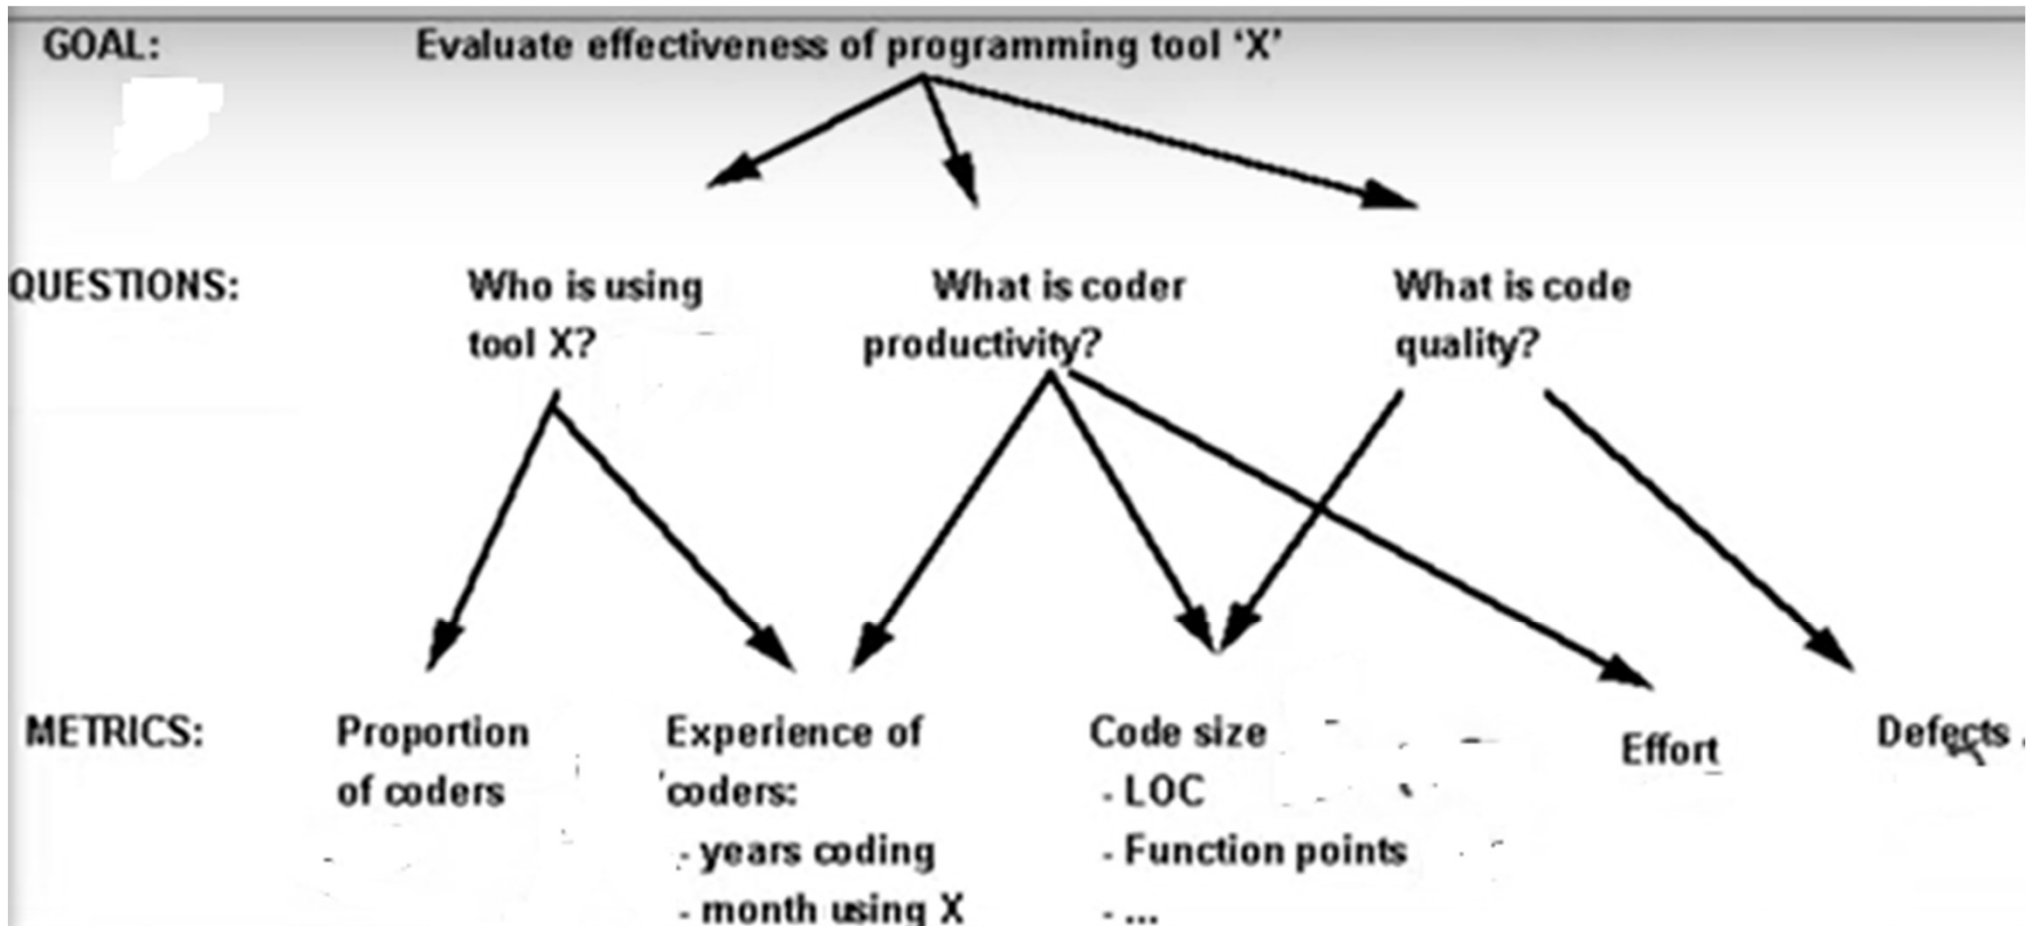 GOAL: Evaluate effectiveness of programming tool ‘X’
QUESTIONS: Who is using What is coder What is code
tool X? productivity? quality?
METRICS: Proportion Experience of Code size Effort Defects
of coders coders: - LOC
- years coding - Function points
- month using X - ...